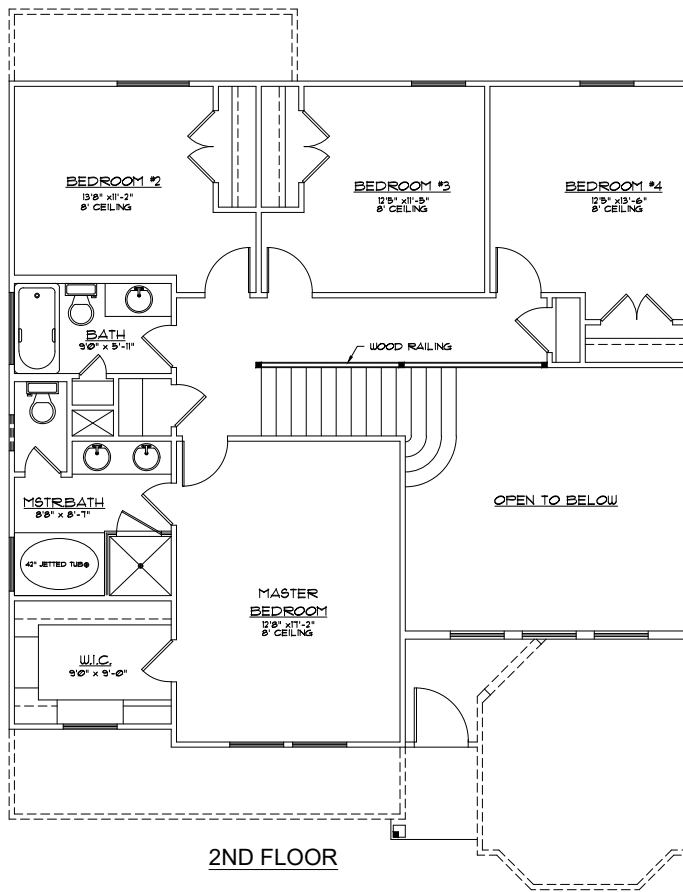 BEDROOM #2
13'8" x11'-2"
8' CEILING
BEDROOM #3
12'5" x11'-5"
8' CEILING
BEDROOM #4
12'5" x13'-6"
8' CEILING
BATH
9'0" x 5'-11"
WOOD RAILING
MSTR.BATH
8'8" x 8'-7"
OPEN TO BELOW
42" JETTED TUB
MASTER
BEDROOM
12'8" x17'-2"
8' CEILING
W.I.C.
9'0" x 9'-0"
2ND FLOOR